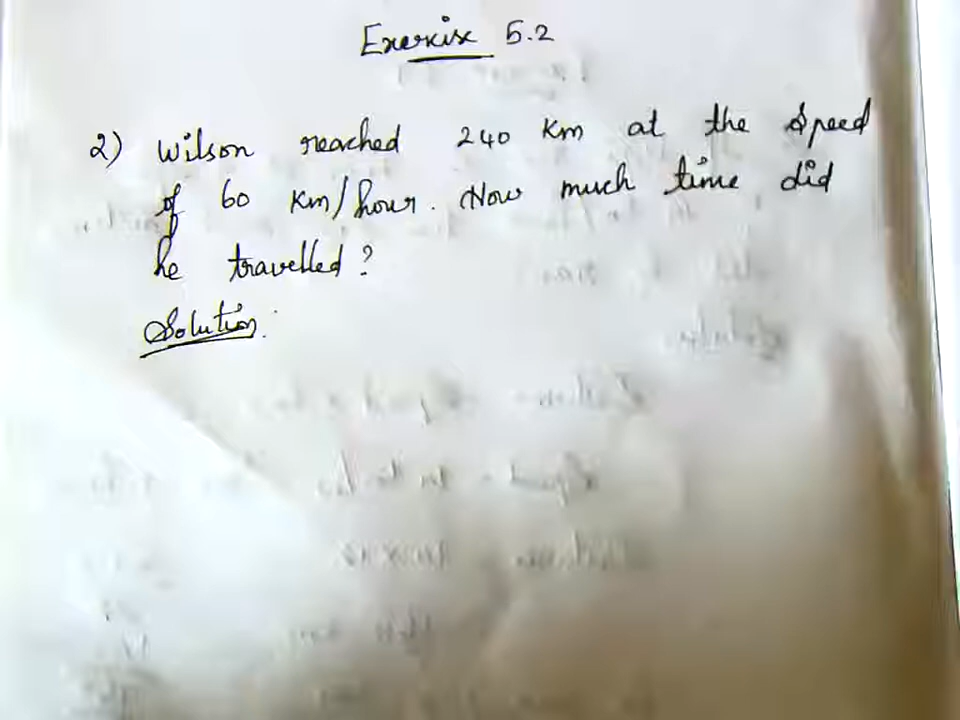 Exercise 5.2
2) Wilson reached 240 Km at the Speed
of 60 Km/hour. How much time did
he travelled?
Solution: